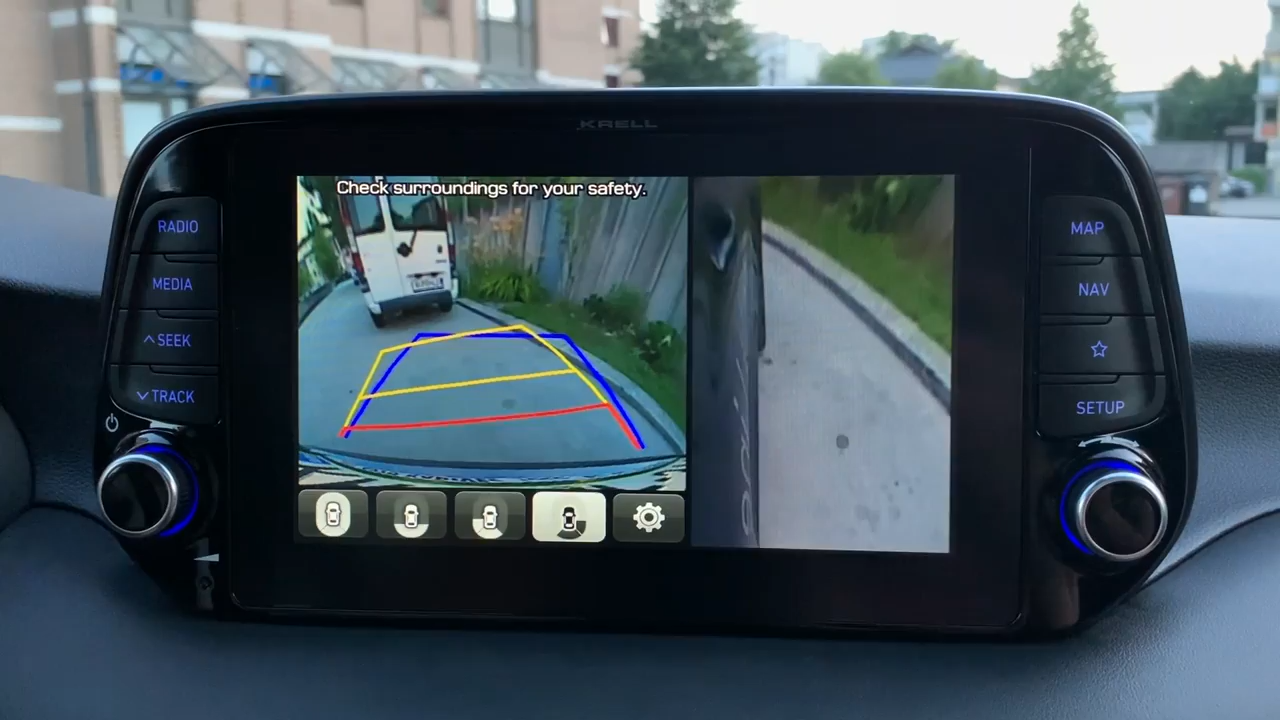 KRELL
Check surroundings for your safety.
RADIO
MEDIA
SEEK
TRACK
MAP
NAV
SETUP